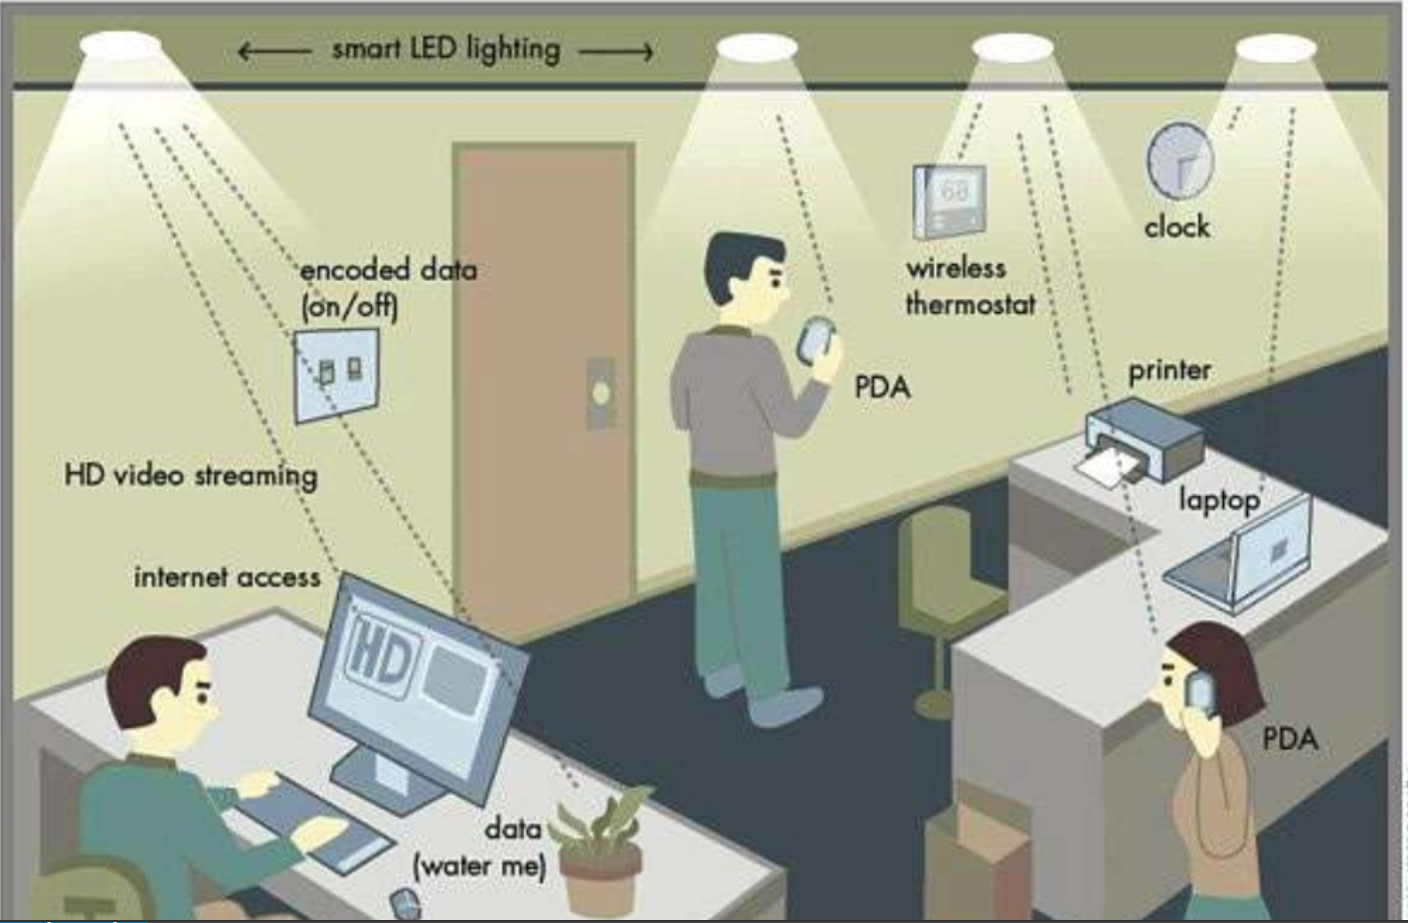 smart LED lighting
68
clock
encoded data
(on/off)
wireless
thermostat
printer
PDA
HD video streaming
laptop
internet access
HD
PDA
data
(water me)